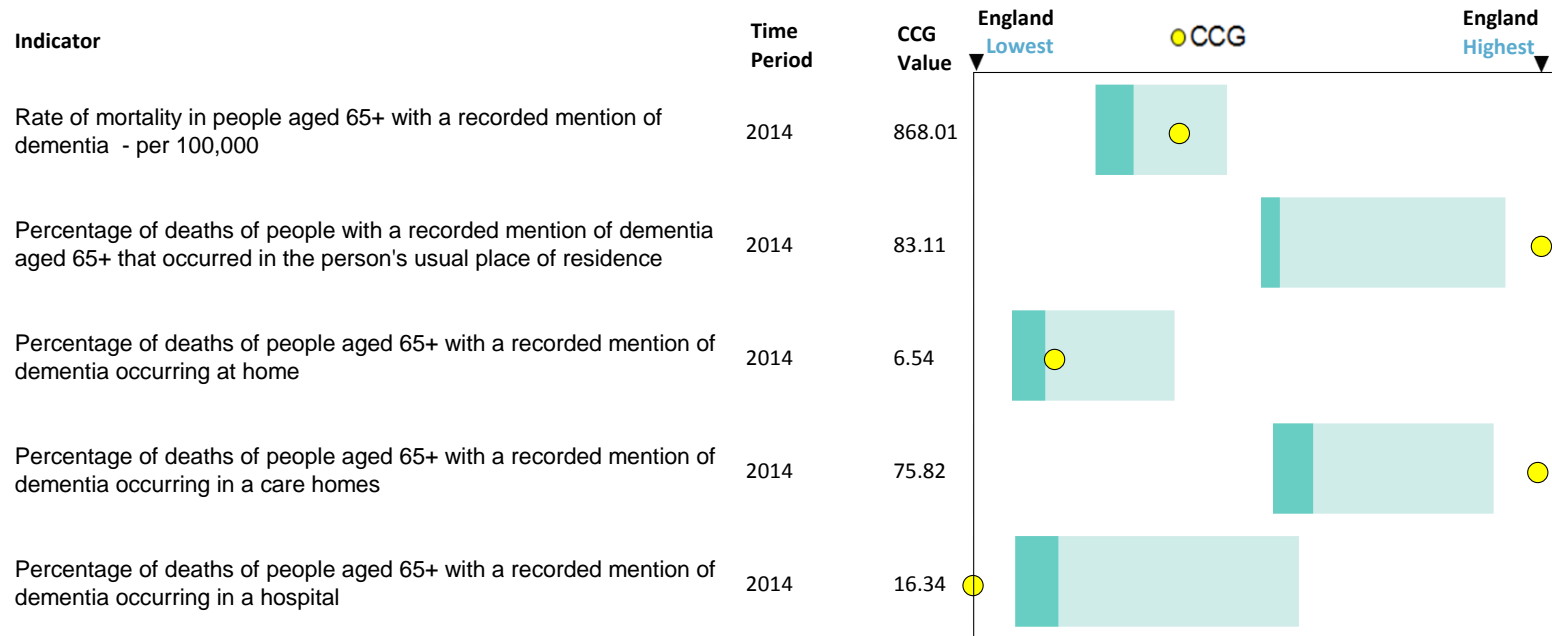 Indicator
Time
Period
CCG
Value
England
Lowest
CCG
England
Highest
Rate of mortality in people aged 65+ with a recorded mention of
dementia  - per 100,000
2014
868.01
Percentage of deaths of people with a recorded mention of dementia
aged 65+ that occurred in the person's usual place of residence
2014
83.11
Percentage of deaths of people aged 65+ with a recorded mention of
dementia occurring at home
2014
6.54
Percentage of deaths of people aged 65+ with a recorded mention of
dementia occurring in a care homes
2014
75.82
Percentage of deaths of people aged 65+ with a recorded mention of
dementia occurring in a hospital
2014
16.34